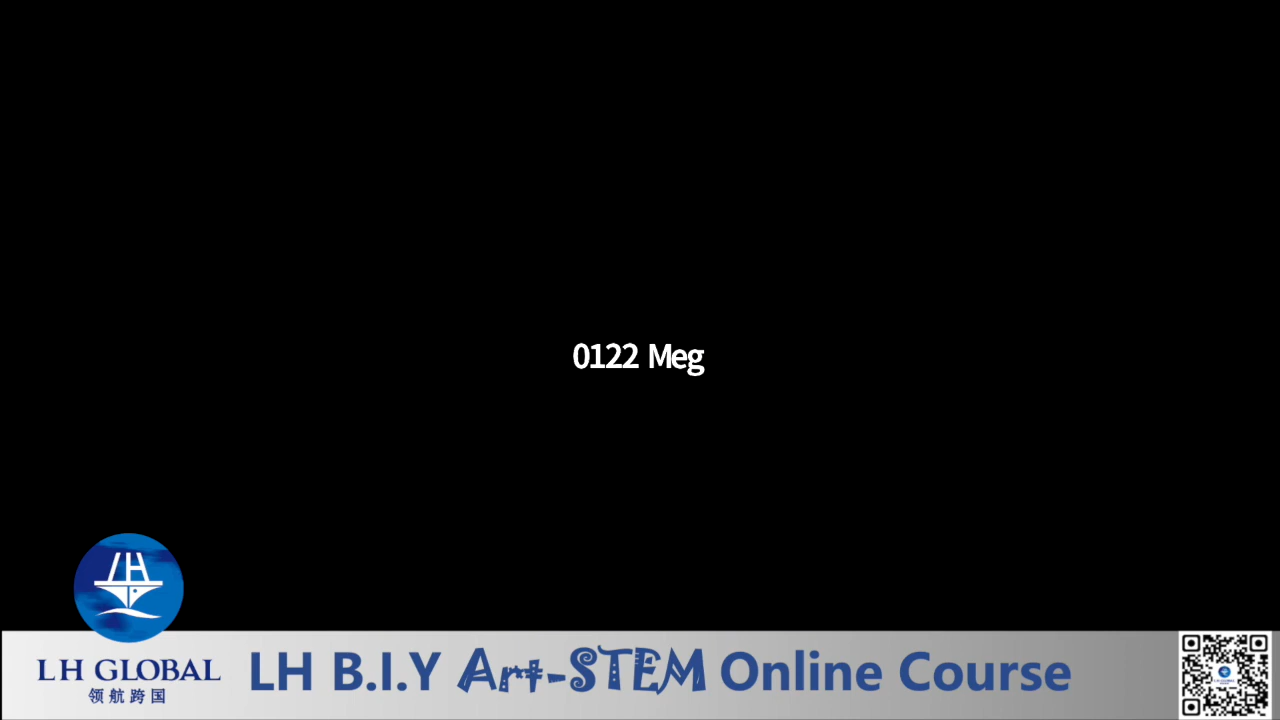 0122 Meg
LH
LH GLOBAL
领航跨国
LH B.I.Y Art-STEM Online Course